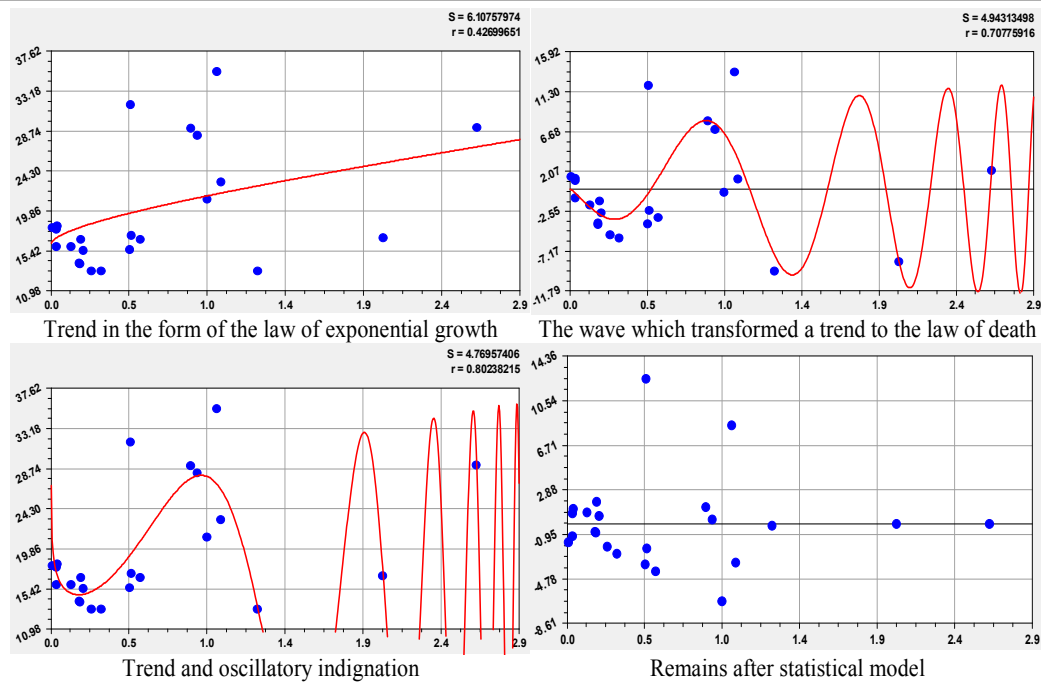 S = 6.10757974
r = 0.42699651
37.62
33.18
28.74
24.30
19.86
15.42
10.98
0.0 0.5 1.0 1.4 1.9 2.4 2.9
Trend in the form of the law of exponential growth
S = 4.94313498
r = 0.70775916
15.92
11.30
6.68
2.07
-2.55
-7.17
-11.79
0.0 0.5 1.0 1.4 1.9 2.4 2.9
The wave which transformed a trend to the law of death
S = 4.76957406
r = 0.80238215
37.62
33.18
28.74
24.30
19.86
15.42
10.98
0.0 0.5 1.0 1.4 1.9 2.4 2.9
Trend and oscillatory indignation
14.36
10.54
6.71
2.88
-0.95
-4.78
-8.61
0.0 0.5 1.0 1.4 1.9 2.4 2.9
Remains after statistical model